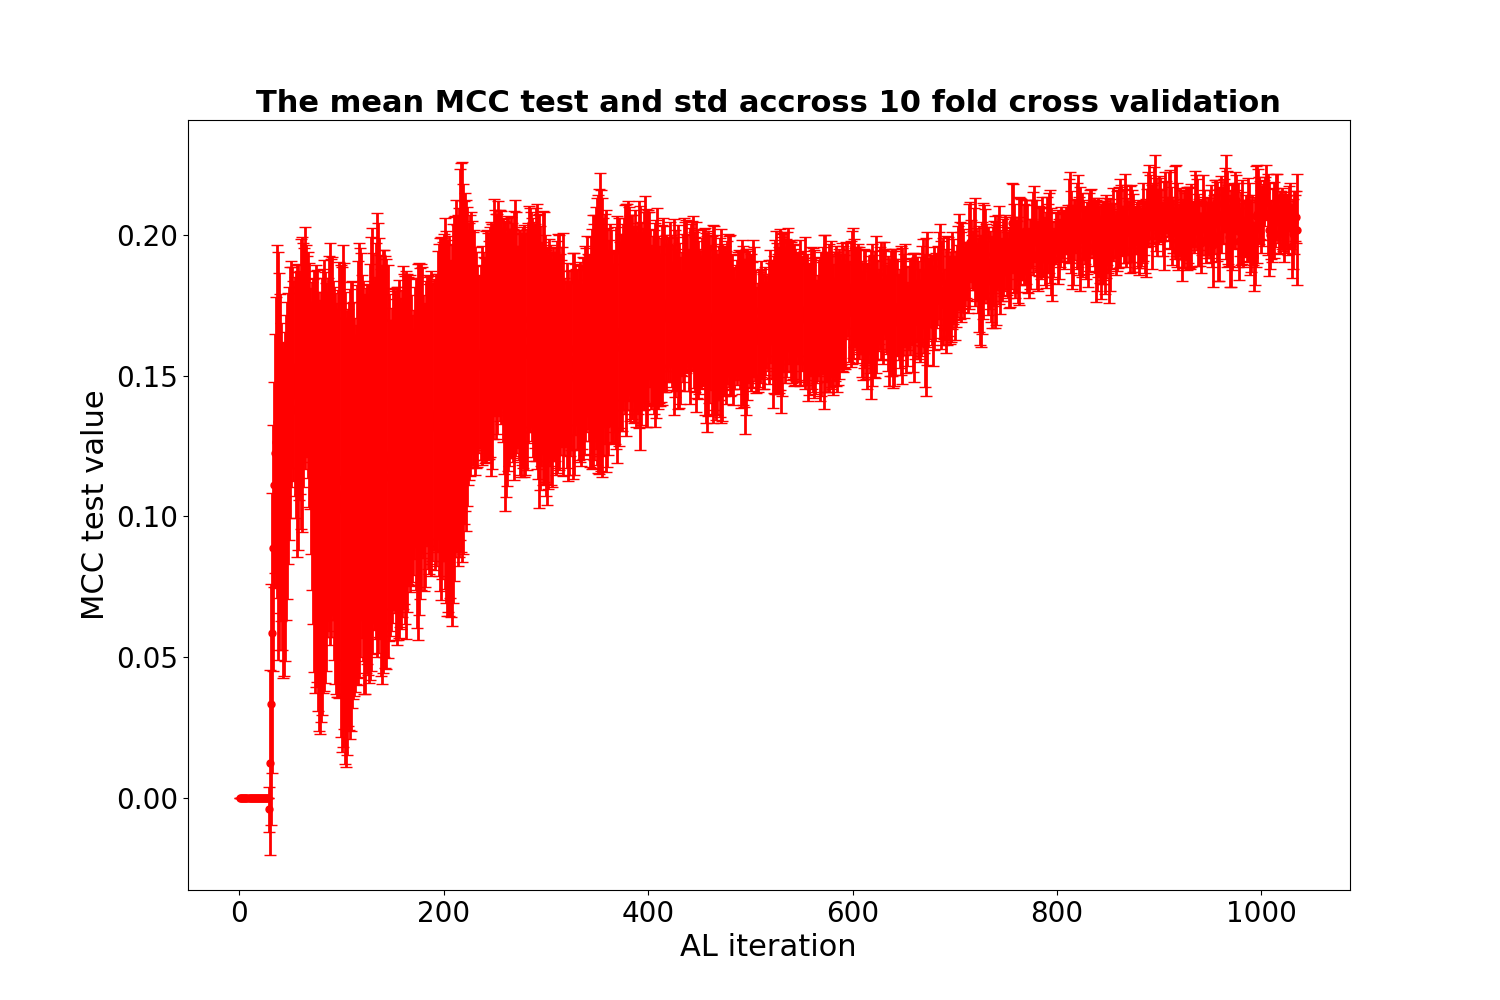 The mean MCC test and std accross 10 fold cross validation
0.20
0.15
0.10
0.05
0.00
MCC test value
0 200 400 600 800 1000
AL iteration